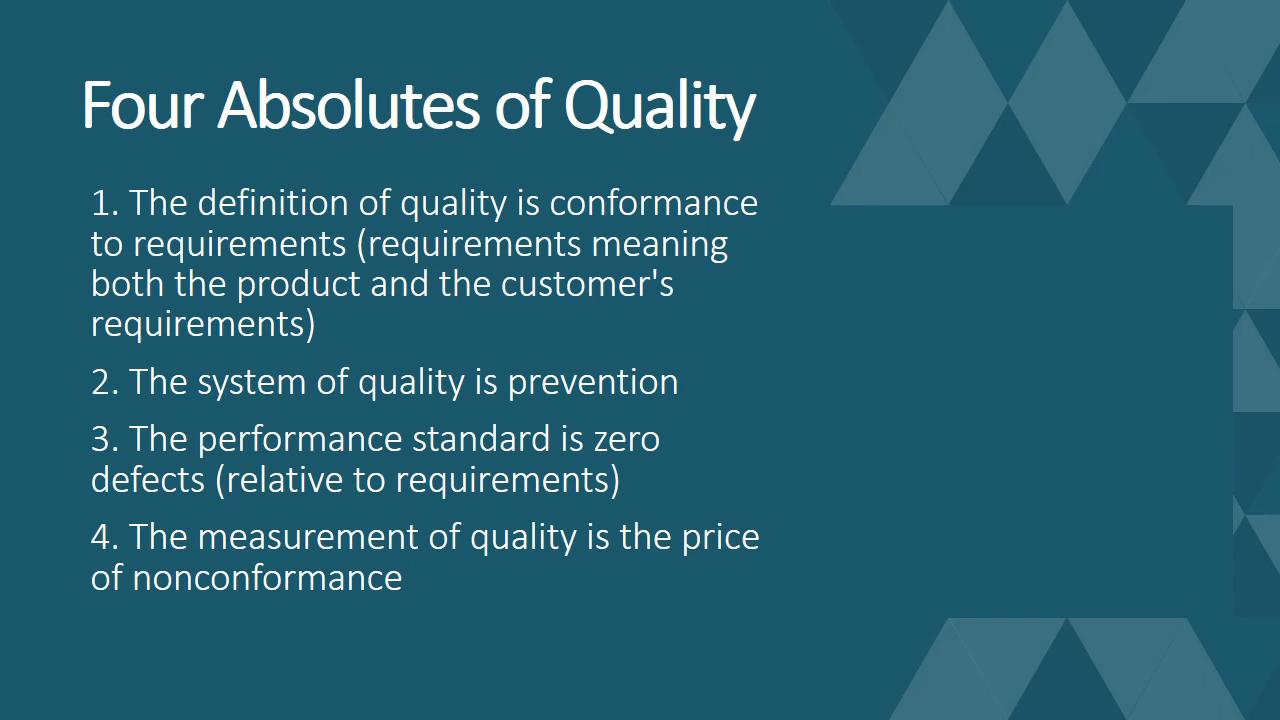 Four Absolutes of Quality
1. The definition of quality is conformance
to requirements (requirements meaning
both the product and the customer's
requirements)
2. The system of quality is prevention
3. The performance standard is zero
defects (relative to requirements)
4. The measurement of quality is the price
of nonconformance